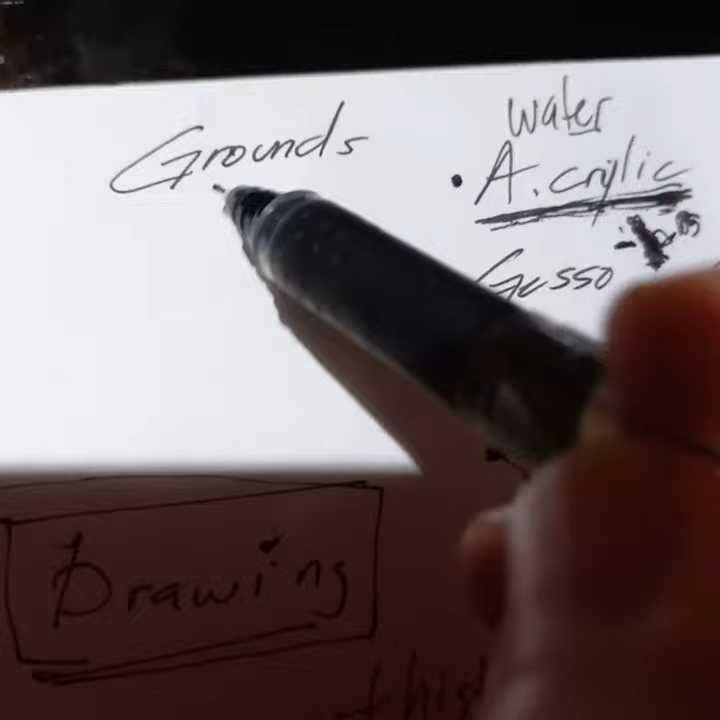 Grounds
water
• A.crylic
Gesso
Drawing